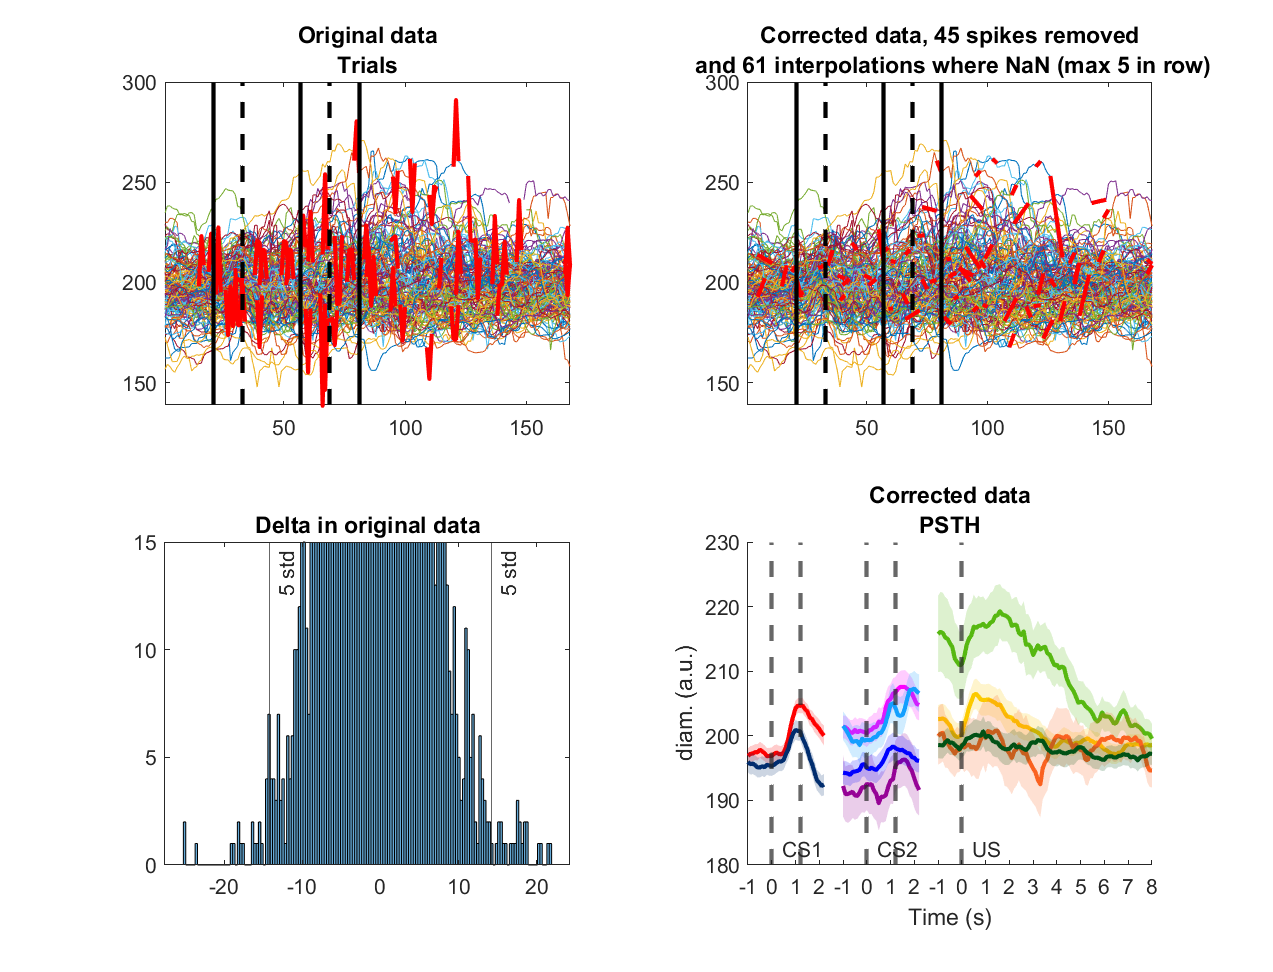 Original data
Trials
300
250
200
150
50
100
150
Corrected data, 45 spikes removed
and 61 interpolations where NaN (max 5 in row)
300
250
200
150
50
100
150
Delta in original data
15
10
5
0
5 std
5 std
-20
-10
0
10
20
Corrected data
PSTH
230
220
210
200
190
180
diam. (a.u.)
CS1
CS2
US
-1 0 1 2 -1 0 1 2 -1 0 1 2 3 4 5 6 7 8
Time (s)